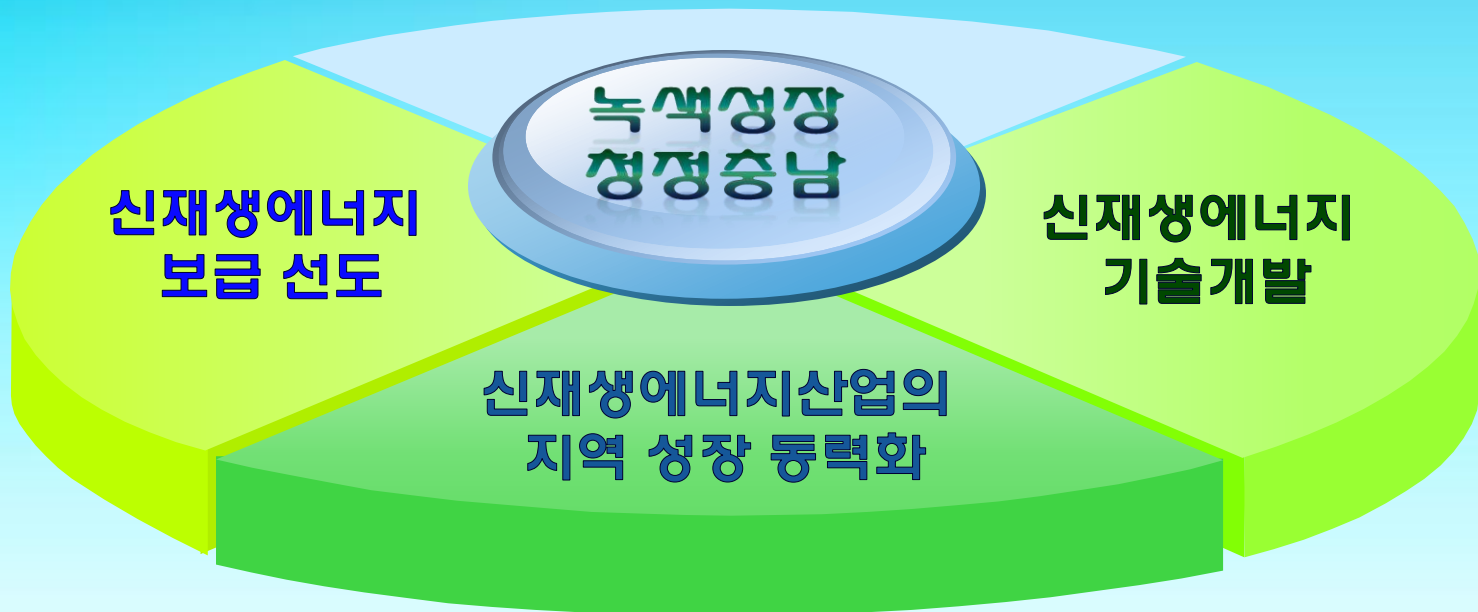 녹색성장
청정충남
신재생에너지
보급 선도
신재생에너지
기술개발
신재생에너지산업의
지역 성장 동력화